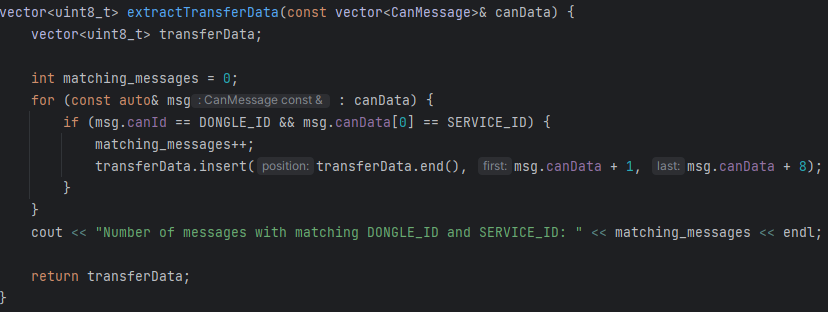 vector<uint8_t> extractTransferData(const vector<CanMessage>& canData) {
    vector<uint8_t> transferData;

    int matching_messages = 0;
    for (const auto& msg : CanMessage const & : canData) {
        if (msg.canId == DONGLE_ID && msg.canData[0] == SERVICE_ID) {
            matching_messages++;
            transferData.insert( position: transferData.end(), first: msg.canData + 1, last: msg.canData + 8);
        }
    }
    cout << "Number of messages with matching DONGLE_ID and SERVICE_ID: " << matching_messages << endl;

    return transferData;
}